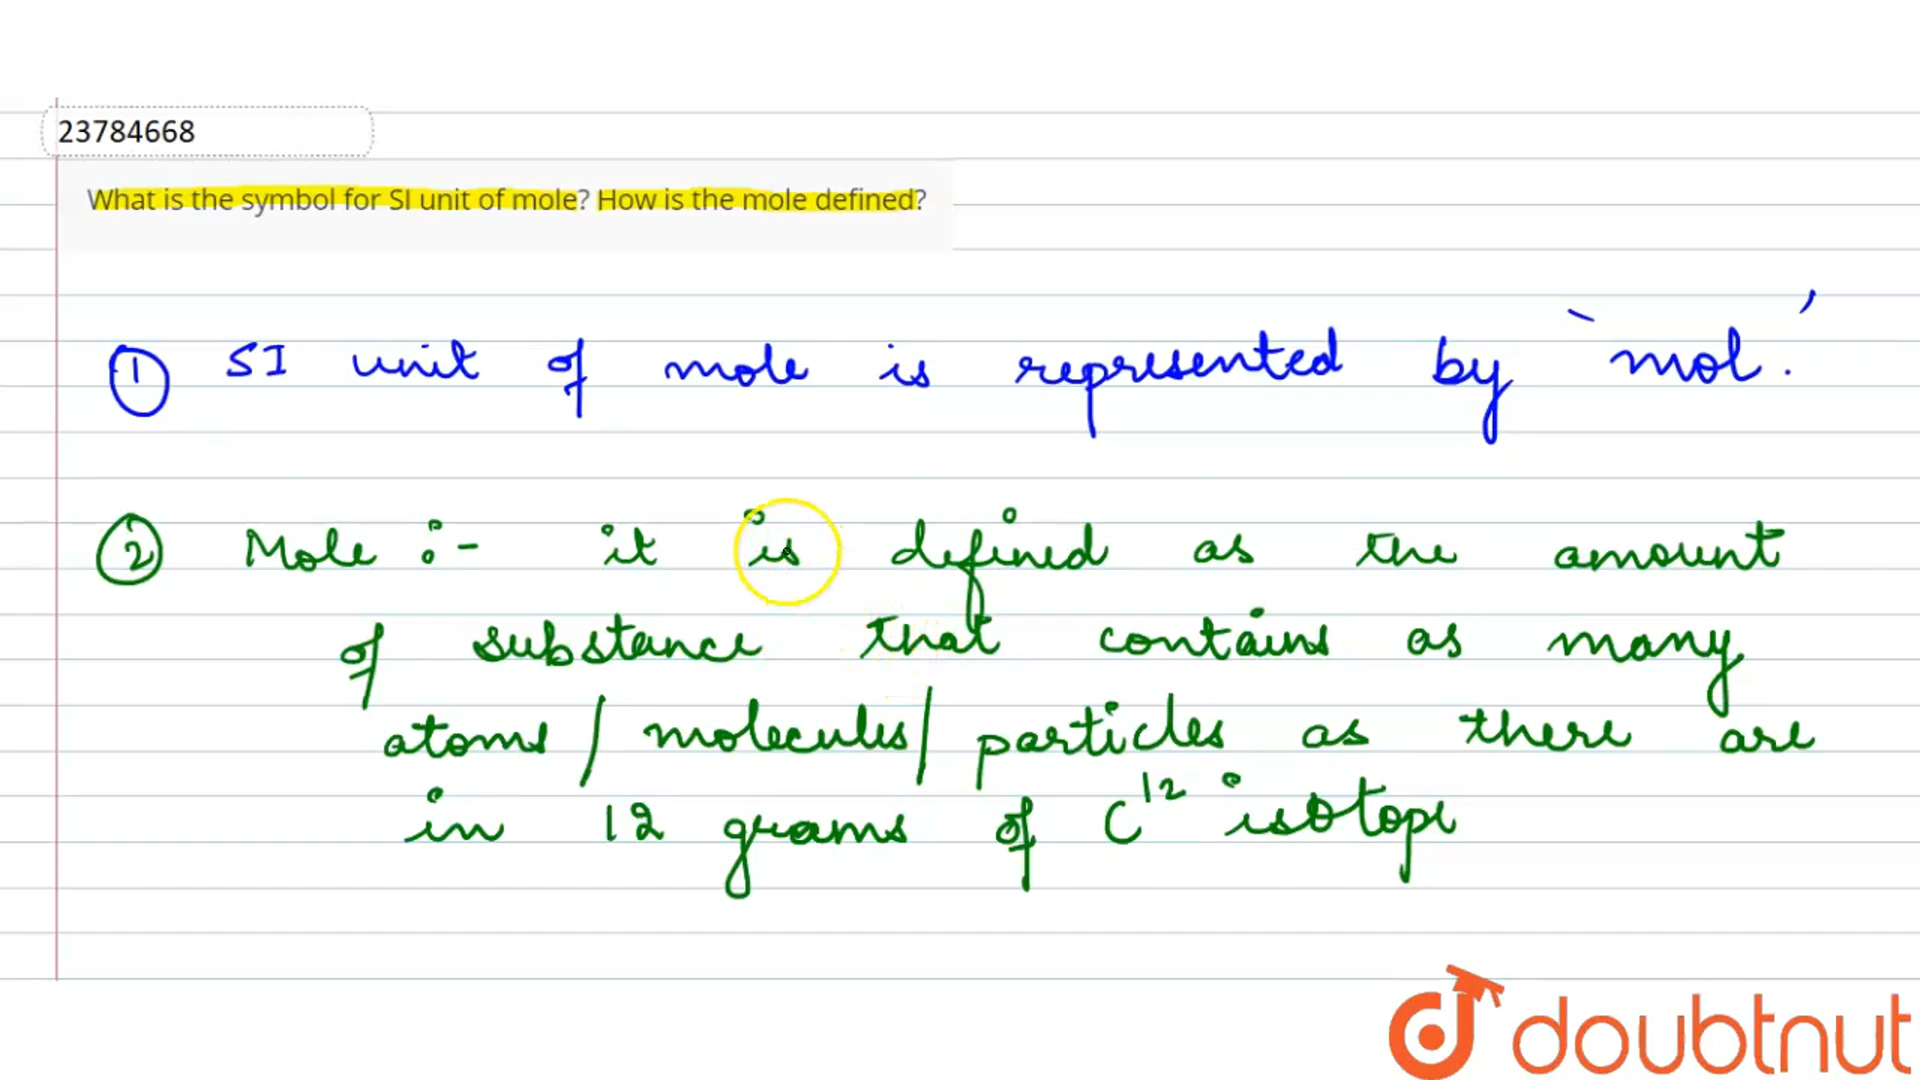 23784668
What is the symbol for SI unit of mole? How is the mole defined?
① SI unit of mole is represented by ‵mol.′
② Mole :- it is defined as the amount
of substance that contains as many
atoms / molecules / particles as there are
in 12 grams of C¹² isotope
doubtnut